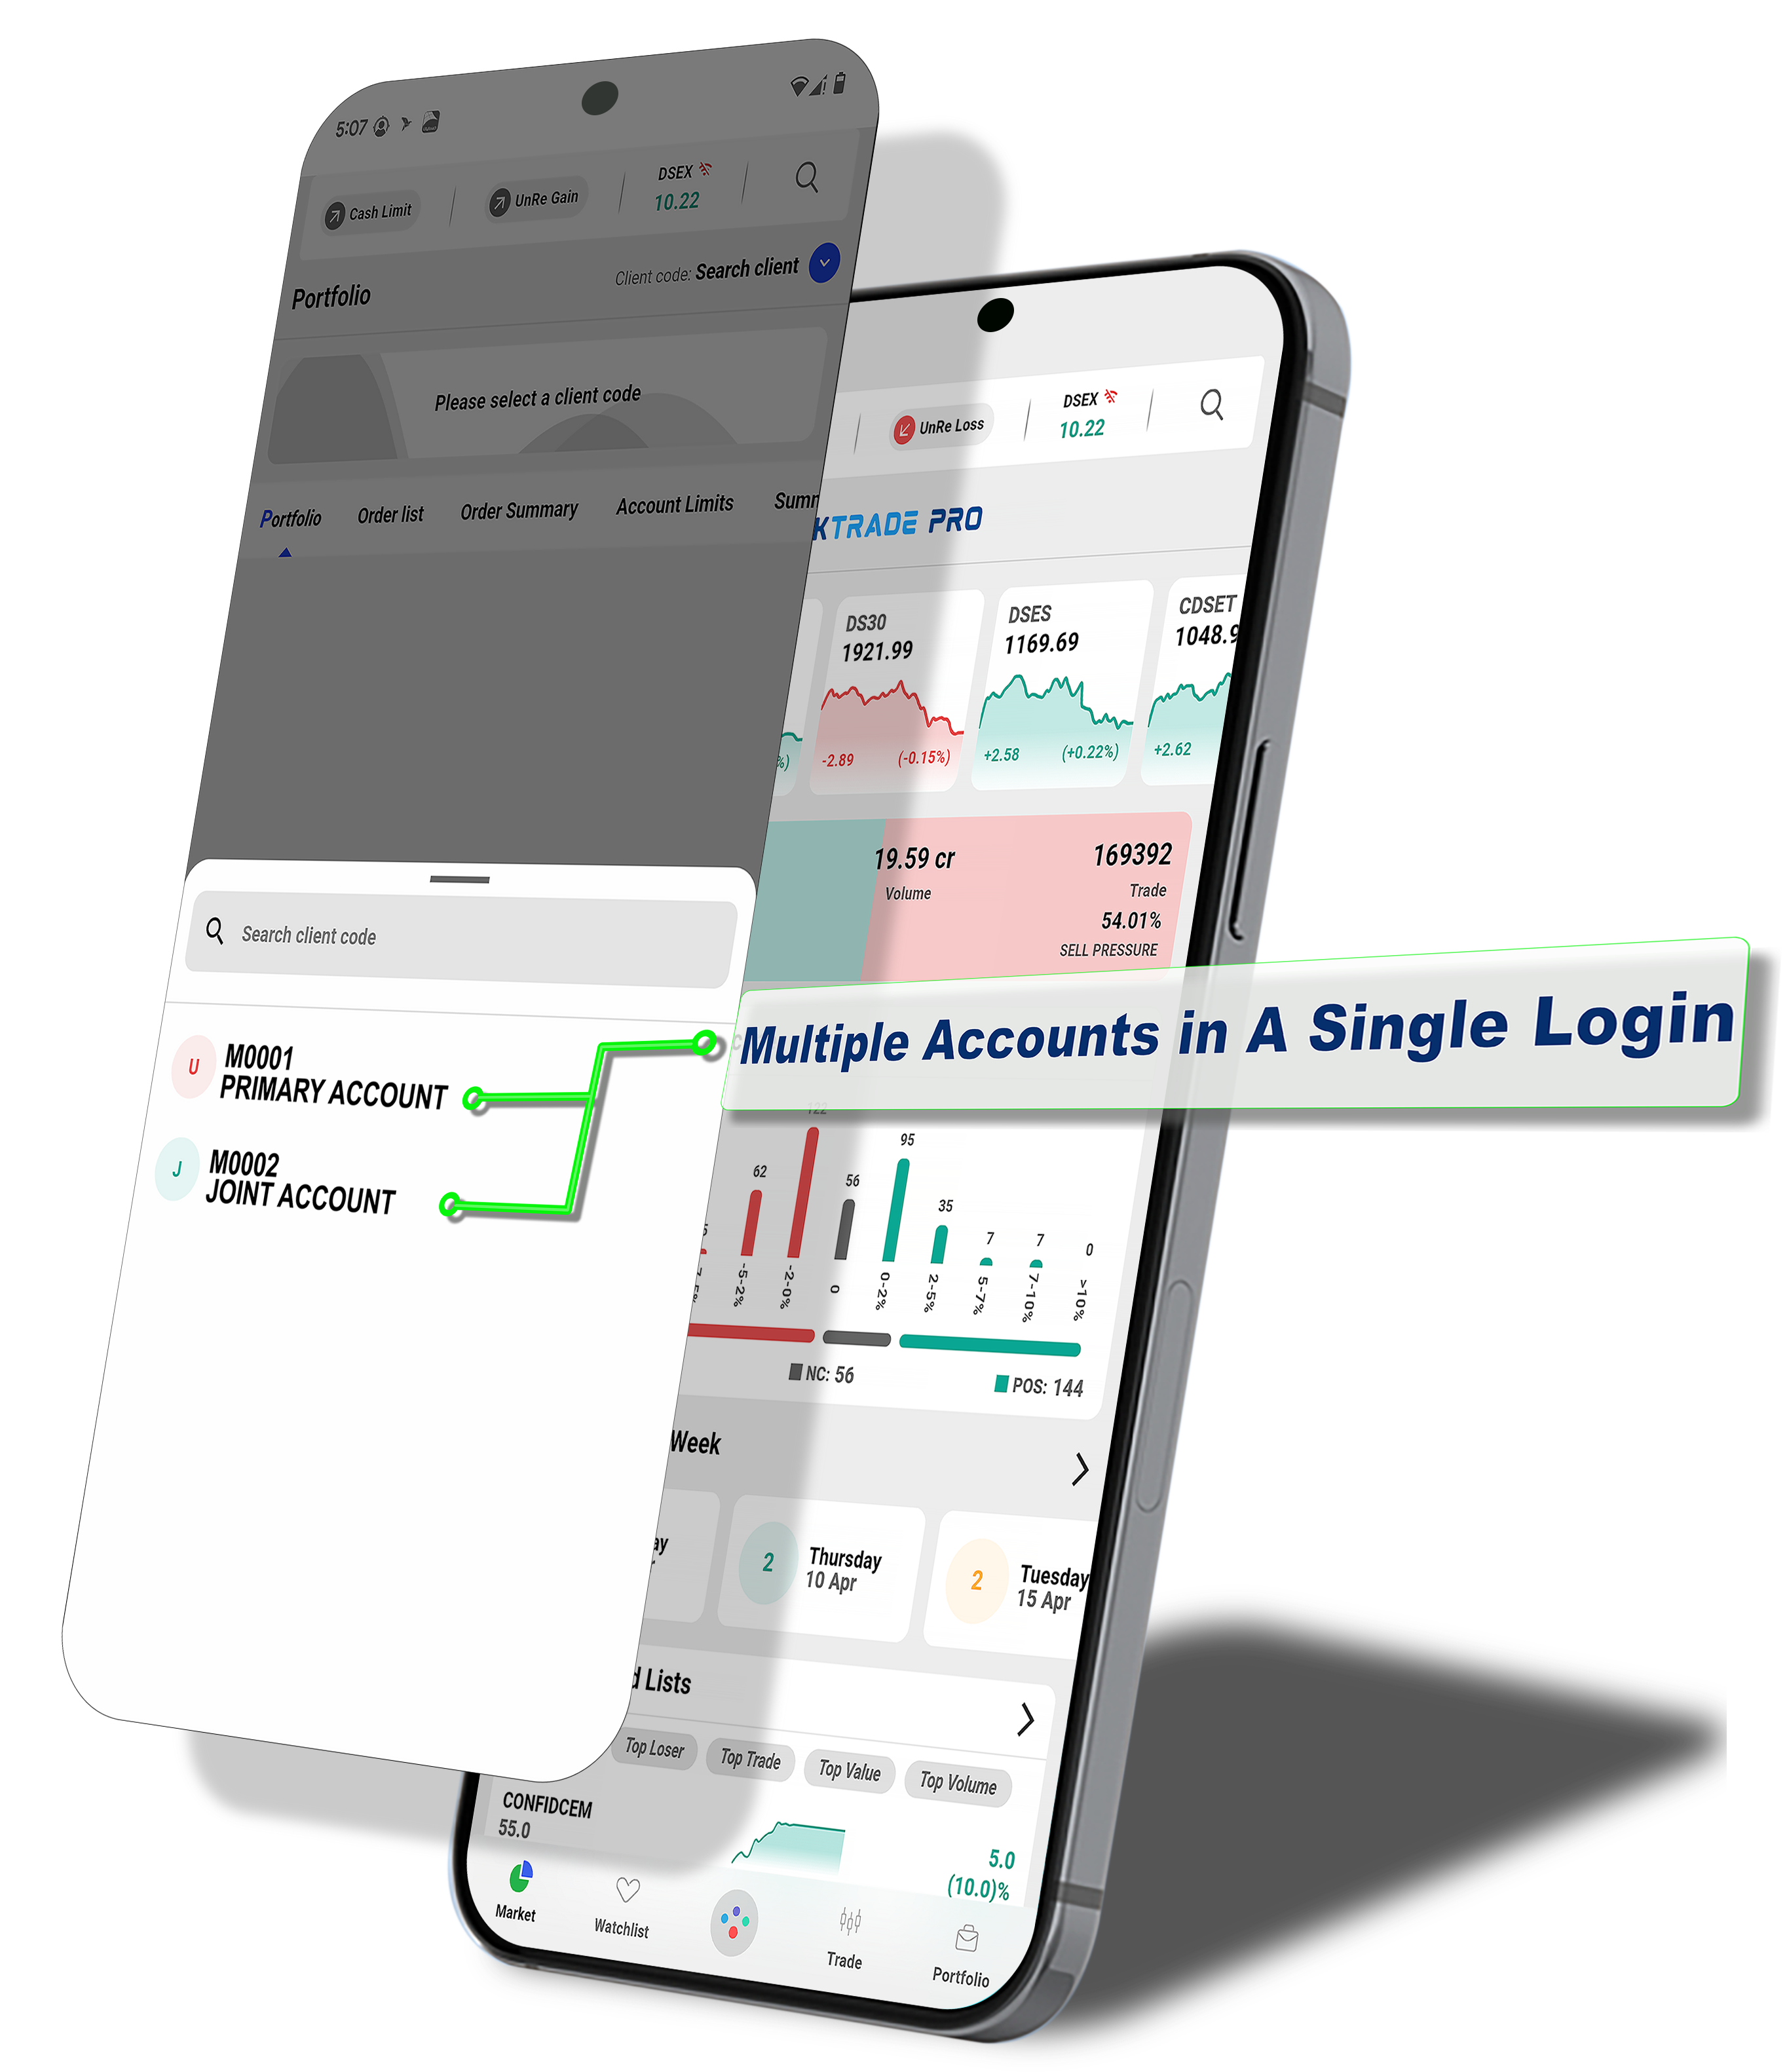 5:07
Cash Limit
UnRe Gain
DSEX
10.22
Portfolio
Client code: Search client
Please select a client code
Portfolio
Order list
Order Summary
Account Limits
Search client code
U
M0001
PRIMARY ACCOUNT
J
M0002
JOINT ACCOUNT
Multiple Accounts in A Single Login
UnRe Loss
DSEX
10.22
KTRADE PRO
DS30
1921.99
-2.89
(-0.15%)
DSES
1169.69
+2.58
(+0.22%)
CDSET
1048.9
+2.62
%)
19.59 cr
Volume
169392
Trade
54.01%
SELL PRESSURE
122
62
56
95
35
7
7
0
-5-2%
-2-0%
0
0-2%
2-5%
5-7%
7-10%
>10%
NC: 56
POS: 144
Week
ay
2
Thursday
10 Apr
2
Tuesday
15 Apr
d Lists
Top Loser
Top Trade
Top Value
Top Volume
CONFIDCEM
55.0
5.0
(10.0)%
Market
Watchlist
Trade
Portfolio